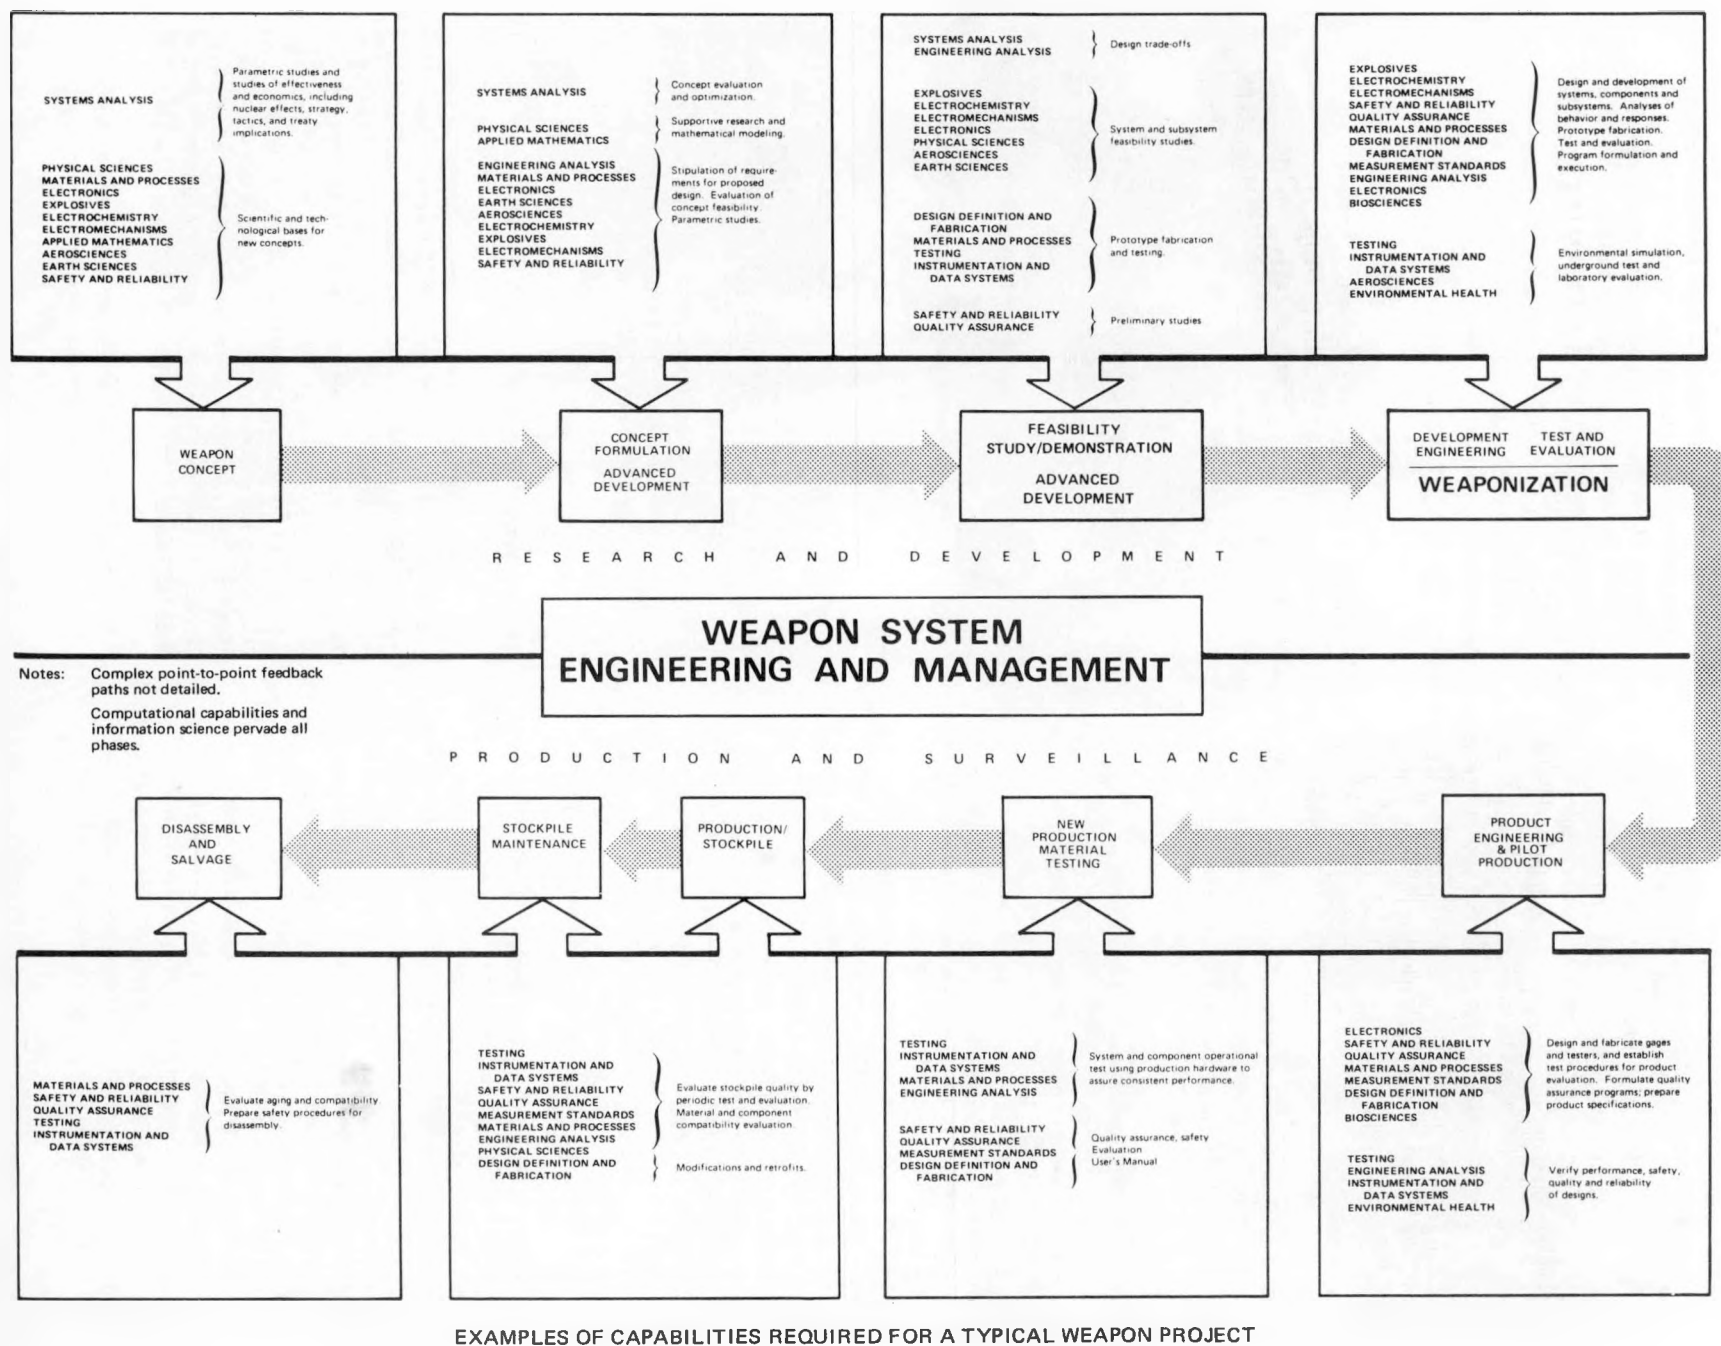 SYSTEMS ANALYSIS
Parametric studies and
studies of effectiveness
and economics, including
nuclear effects, strategy,
tactics, and treaty
implications.
PHYSICAL SCIENCES
MATERIALS AND PROCESSES
ELECTRONICS
EXPLOSIVES
ELECTROCHEMISTRY
ELECTROMECHANISMS
APPLIED MATHEMATICS
AEROSCIENCES
EARTH SCIENCES
SAFETY AND RELIABILITY
Scientific and tech-
nological bases for
new concepts.
SYSTEMS ANALYSIS
Concept evaluation
and optimization.
PHYSICAL SCIENCES
APPLIED MATHEMATICS
Supportive research and
mathematical modeling.
ENGINEERING ANALYSIS
MATERIALS AND PROCESSES
ELECTRONICS
EARTH SCIENCES
AEROSCIENCES
ELECTROCHEMISTRY
EXPLOSIVES
ELECTROMECHANISMS
SAFETY AND RELIABILITY
Stipulation of require-
ments for proposed
design. Evaluation of
concept feasibility.
Parametric studies.
SYSTEMS ANALYSIS
ENGINEERING ANALYSIS
Design trade-offs
EXPLOSIVES
ELECTROCHEMISTRY
ELECTROMECHANISMS
ELECTRONICS
PHYSICAL SCIENCES
AEROSCIENCES
EARTH SCIENCES
System and subsystem
feasibility studies.
DESIGN DEFINITION AND
FABRICATION
MATERIALS AND PROCESSES
TESTING
INSTRUMENTATION AND
DATA SYSTEMS
Prototype fabrication
and testing.
SAFETY AND RELIABILITY
QUALITY ASSURANCE
Preliminary studies
EXPLOSIVES
ELECTROCHEMISTRY
ELECTROMECHANISMS
SAFETY AND RELIABILITY
QUALITY ASSURANCE
MATERIALS AND PROCESSES
DESIGN DEFINITION AND
FABRICATION
MEASUREMENT STANDARDS
ENGINEERING ANALYSIS
ELECTRONICS
BIOSCIENCES
Design and development of
systems, components and
subsystems. Analyses of
behavior and responses.
Prototype fabrication.
Test and evaluation.
Program formulation and
execution.
TESTING
INSTRUMENTATION AND
DATA SYSTEMS
AEROSCIENCES
ENVIRONMENTAL HEALTH
Environmental simulation,
underground test and
laboratory evaluation.
WEAPON
CONCEPT
CONCEPT
FORMULATION
ADVANCED
DEVELOPMENT
FEASIBILITY
STUDY/DEMONSTRATION
ADVANCED
DEVELOPMENT
DEVELOPMENT
ENGINEERING
TEST AND
EVALUATION
WEAPONIZATION
RESEARCH AND DEVELOPMENT
WEAPON SYSTEM
ENGINEERING AND MANAGEMENT
Notes: Complex point-to-point feedback
paths not detailed.
Computational capabilities and
information science pervade all
phases.
PRODUCTION AND SURVEILLANCE
DISASSEMBLY
AND
SALVAGE
STOCKPILE
MAINTENANCE
PRODUCTION/
STOCKPILE
NEW
PRODUCTION
MATERIAL
TESTING
PRODUCT
ENGINEERING
& PILOT
PRODUCTION
MATERIALS AND PROCESSES
SAFETY AND RELIABILITY
QUALITY ASSURANCE
TESTING
INSTRUMENTATION AND
DATA SYSTEMS
Evaluate aging and compatibility.
Prepare safety procedures for
disassembly.
TESTING
INSTRUMENTATION AND
DATA SYSTEMS
SAFETY AND RELIABILITY
QUALITY ASSURANCE
MEASUREMENT STANDARDS
MATERIALS AND PROCESSES
ENGINEERING ANALYSIS
PHYSICAL SCIENCES
DESIGN DEFINITION AND
FABRICATION
Evaluate stockpile quality by
periodic test and evaluation.
Material and component
compatibility evaluation.
Modifications and retrofits.
TESTING
INSTRUMENTATION AND
DATA SYSTEMS
MATERIALS AND PROCESSES
ENGINEERING ANALYSIS
System and component operational
test using production hardware to
assure consistent performance.
SAFETY AND RELIABILITY
QUALITY ASSURANCE
MEASUREMENT STANDARDS
DESIGN DEFINITION AND
FABRICATION
Quality assurance, safety
Evaluation
User's Manual
ELECTRONICS
SAFETY AND RELIABILITY
QUALITY ASSURANCE
MATERIALS AND PROCESSES
MEASUREMENT STANDARDS
DESIGN DEFINITION AND
FABRICATION
BIOSCIENCES
Design and fabricate gages
and testers, and establish
test procedures for product
evaluation. Formulate quality
assurance programs; prepare
product specifications.
TESTING
ENGINEERING ANALYSIS
INSTRUMENTATION AND
DATA SYSTEMS
ENVIRONMENTAL HEALTH
Verify performance, safety,
quality and reliability
of designs.
EXAMPLES OF CAPABILITIES REQUIRED FOR A TYPICAL WEAPON PROJECT